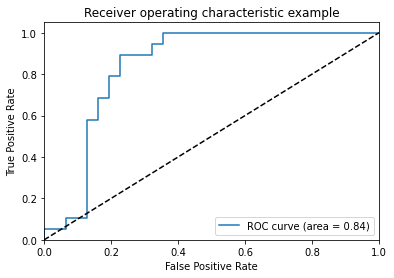 Receiver operating characteristic example
True Positive Rate
1.0
0.8
0.6
0.4
0.2
0.0
ROC curve (area = 0.84)
0.0 0.2 0.4 0.6 0.8 1.0
False Positive Rate